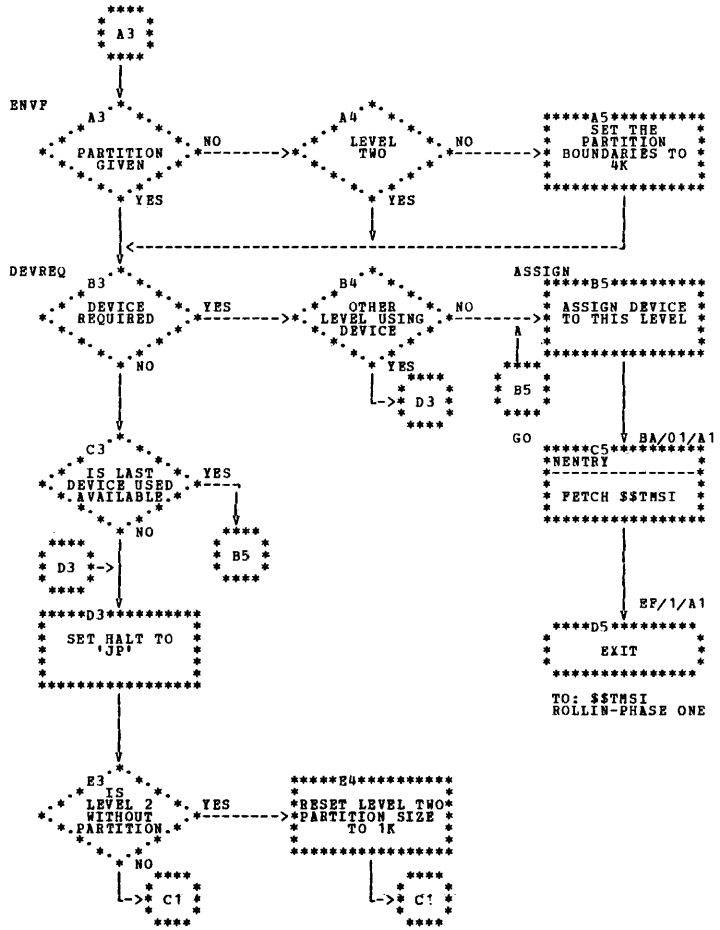 A3
ENVF
A3
PARTITION
GIVEN
NO
YES
A4
LEVEL
TWO
NO
YES
A5
SET THE
PARTITION
BOUNDARIES TO
4K
DEVREQ
B3
DEVICE
REQUIRED
YES
NO
B4
OTHER
LEVEL USING
DEVICE
NO
YES
D3
ASSIGN
B5
ASSIGN DEVICE
TO THIS LEVEL
A
B5
GO
BA/01/A1
C3
IS LAST
DEVICE USED
AVAILABLE
YES
NO
B5
C5
NENTRY
FETCH $$TMSI
D3
EF/1/A1
D3
SET HALT TO
'JP'
D5
EXIT
TO: $$TMSI
ROLLIN-PHASE ONE
E3
IS
LEVEL 2
WITHOUT
PARTITION
YES
NO
E4
RESET LEVEL TWO
PARTITION SIZE
TO 1K
C1
C1